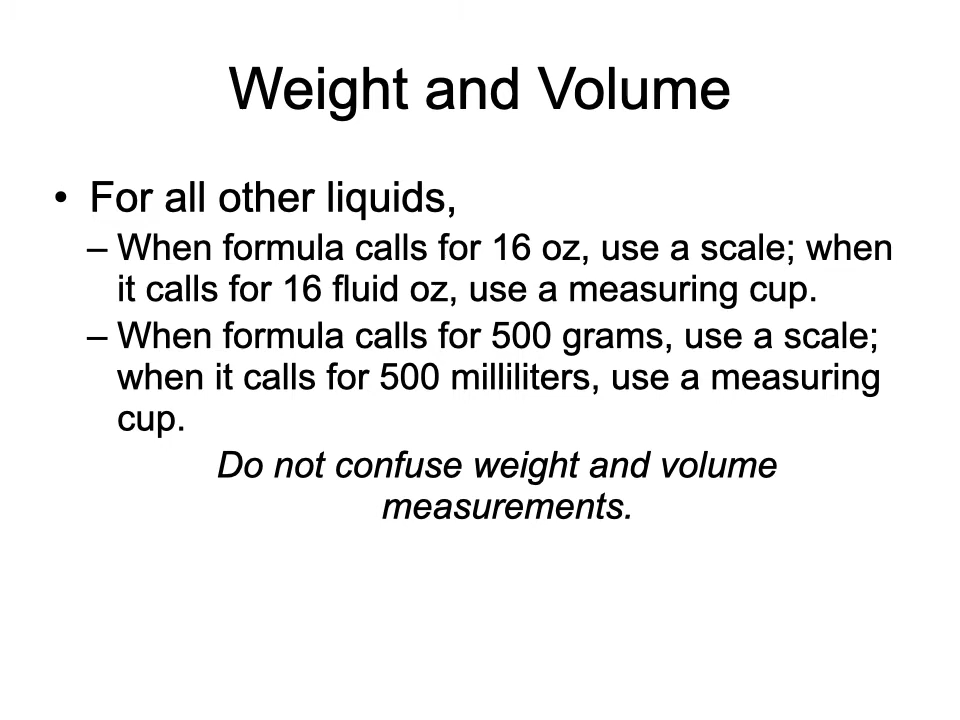 Weight and Volume
• For all other liquids,
– When formula calls for 16 oz, use a scale; when
it calls for 16 fluid oz, use a measuring cup.
– When formula calls for 500 grams, use a scale;
when it calls for 500 milliliters, use a measuring
cup.
Do not confuse weight and volume
measurements.